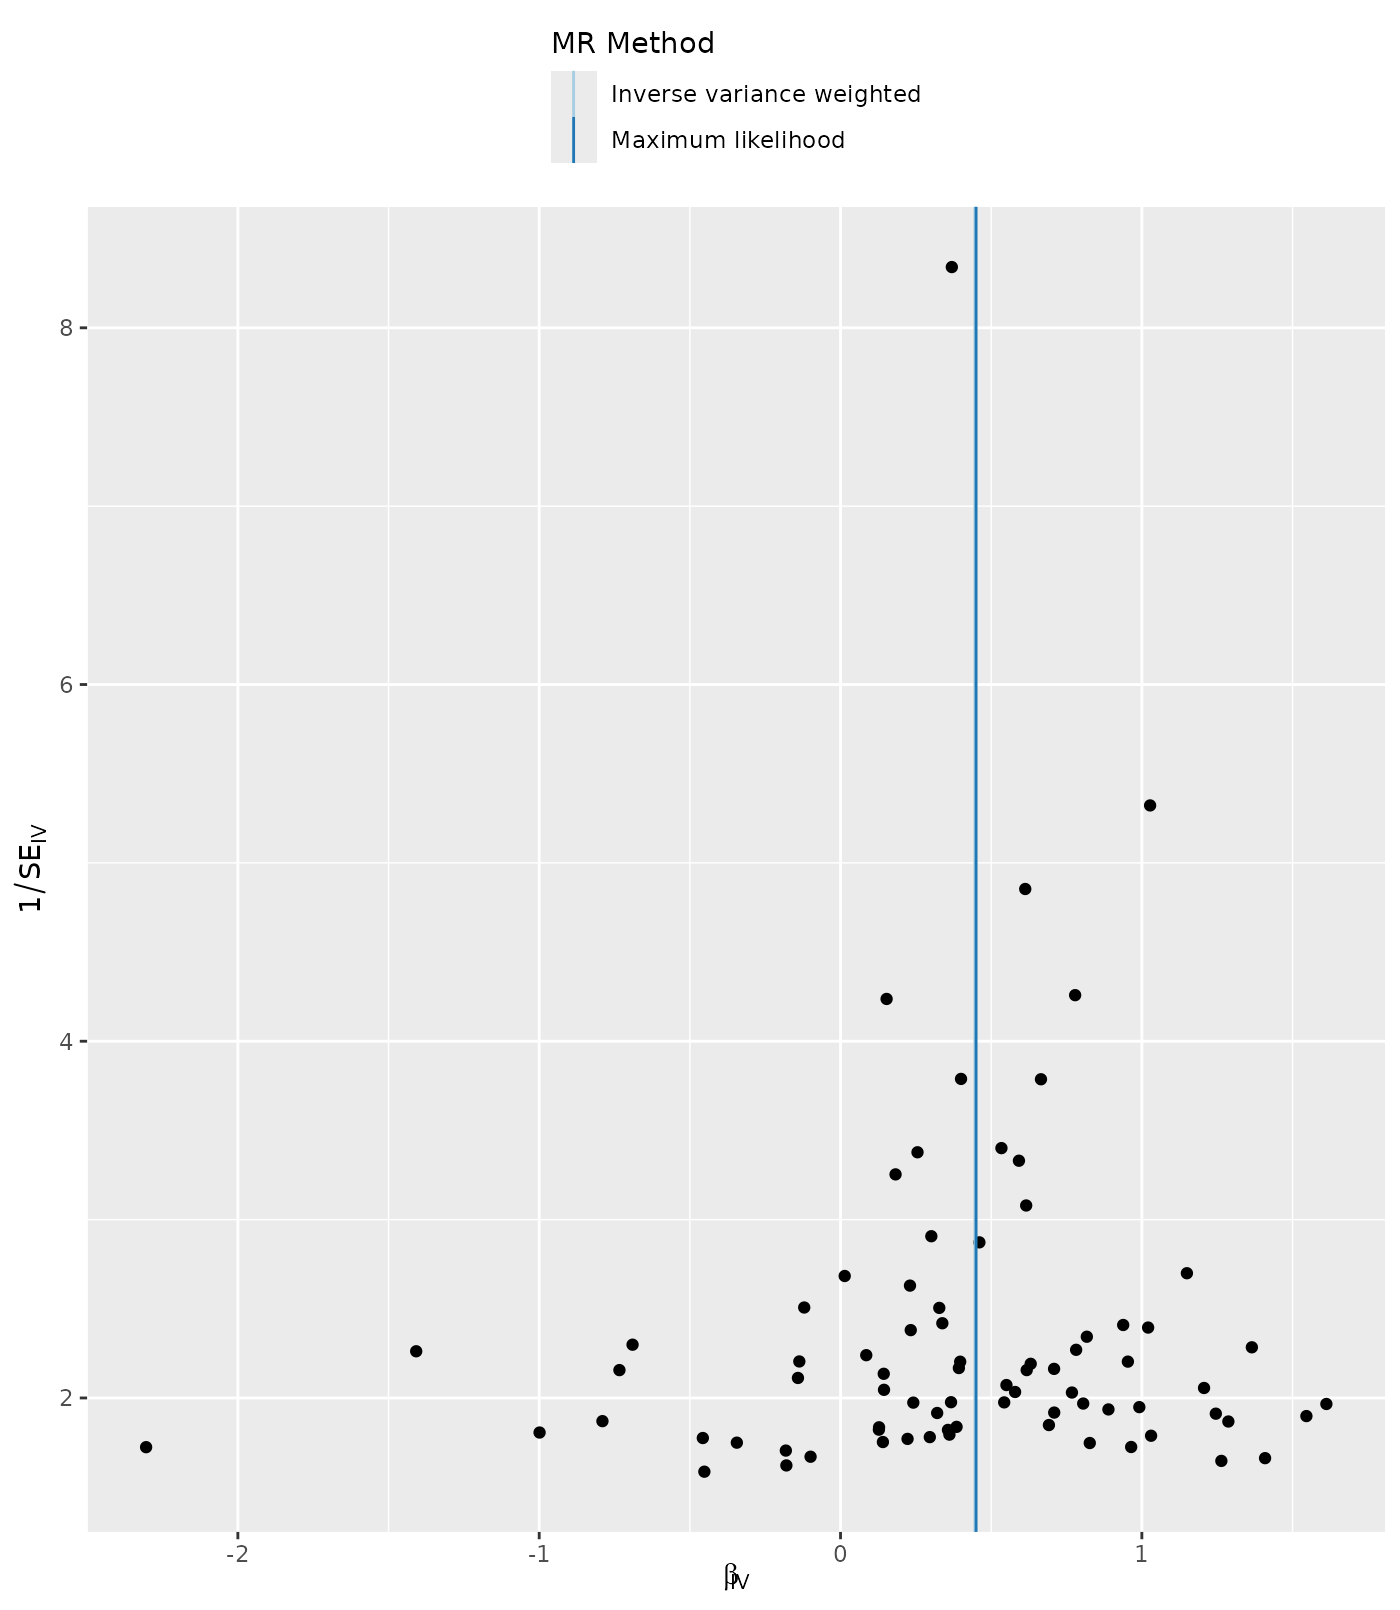 MR Method
Inverse variance weighted
Maximum likelihood
8
6
4
2
1/SE_IV
-2
-1
0
1
β_IV